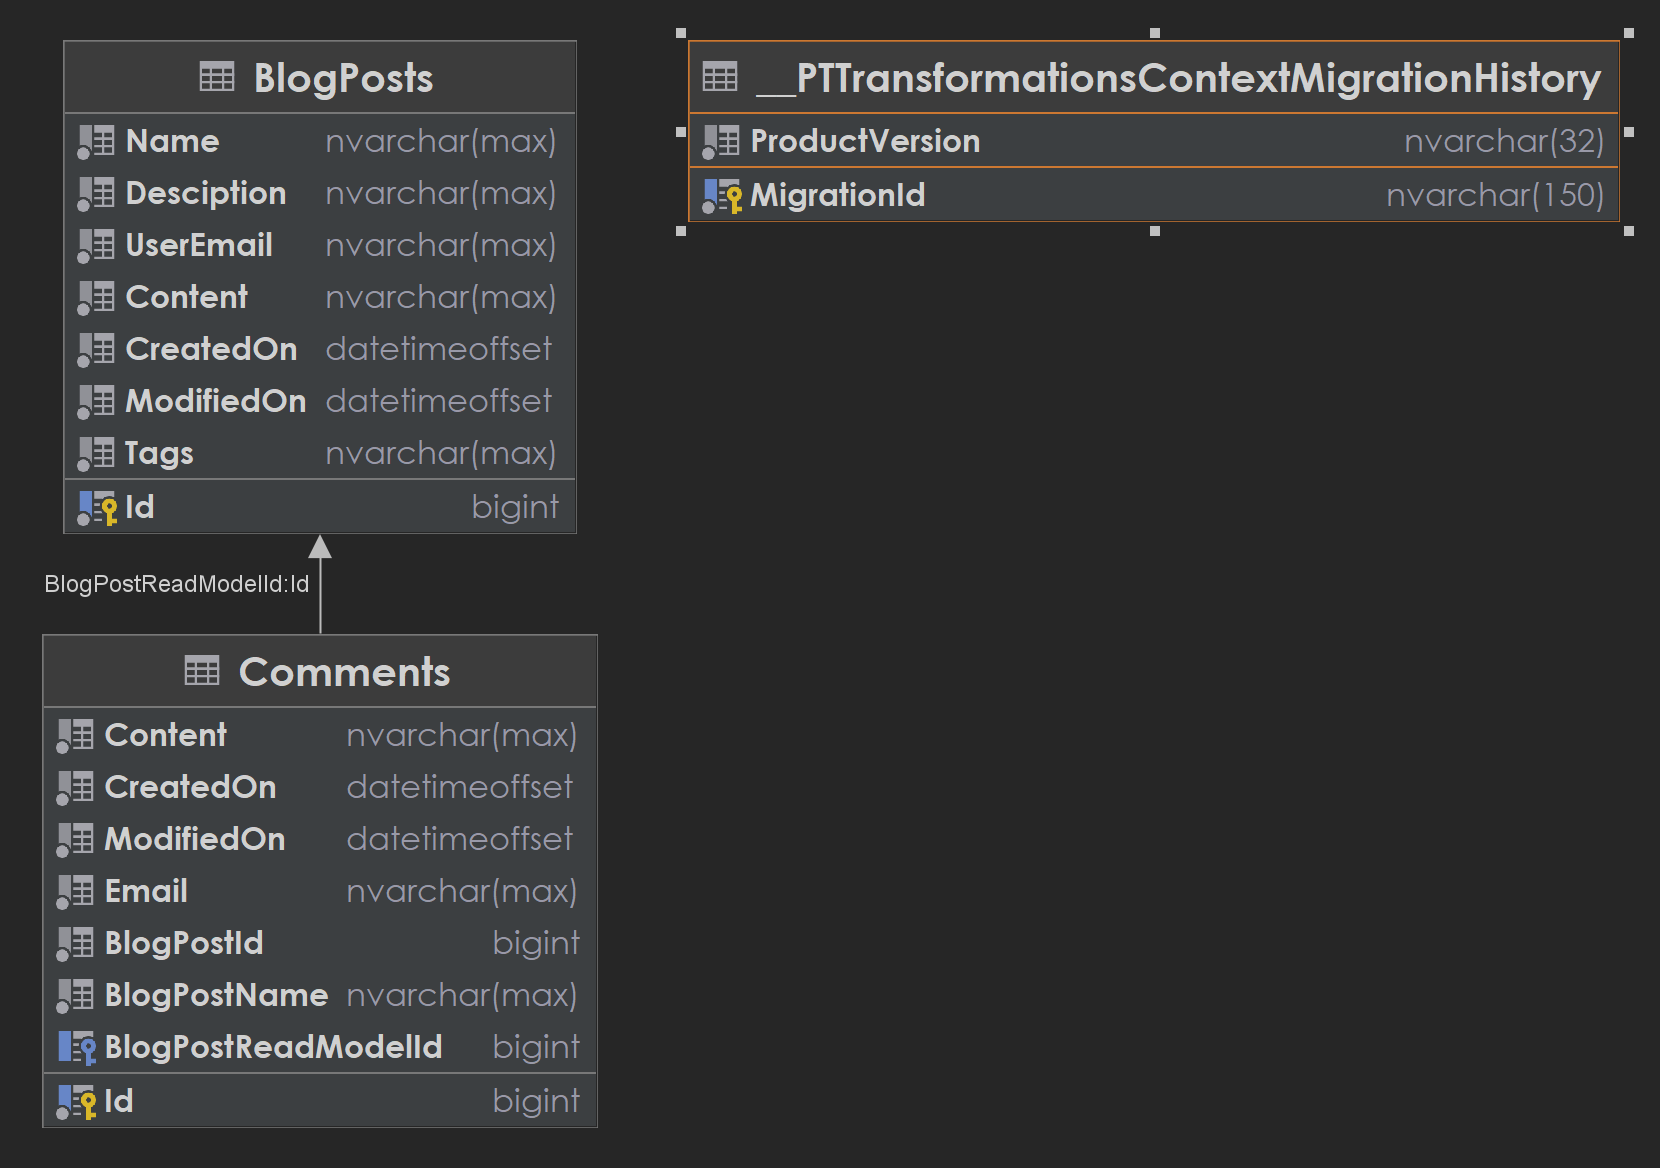 BlogPosts
Name nvarchar(max)
Desciption nvarchar(max)
UserEmail nvarchar(max)
Content nvarchar(max)
CreatedOn datetimeoffset
ModifiedOn datetimeoffset
Tags nvarchar(max)
Id bigint
__PTTransformationsContextMigrationHistory
ProductVersion nvarchar(32)
MigrationId nvarchar(150)
BlogPostReadModelId:Id
Comments
Content nvarchar(max)
CreatedOn datetimeoffset
ModifiedOn datetimeoffset
Email nvarchar(max)
BlogPostId bigint
BlogPostName nvarchar(max)
BlogPostReadModelId bigint
Id bigint